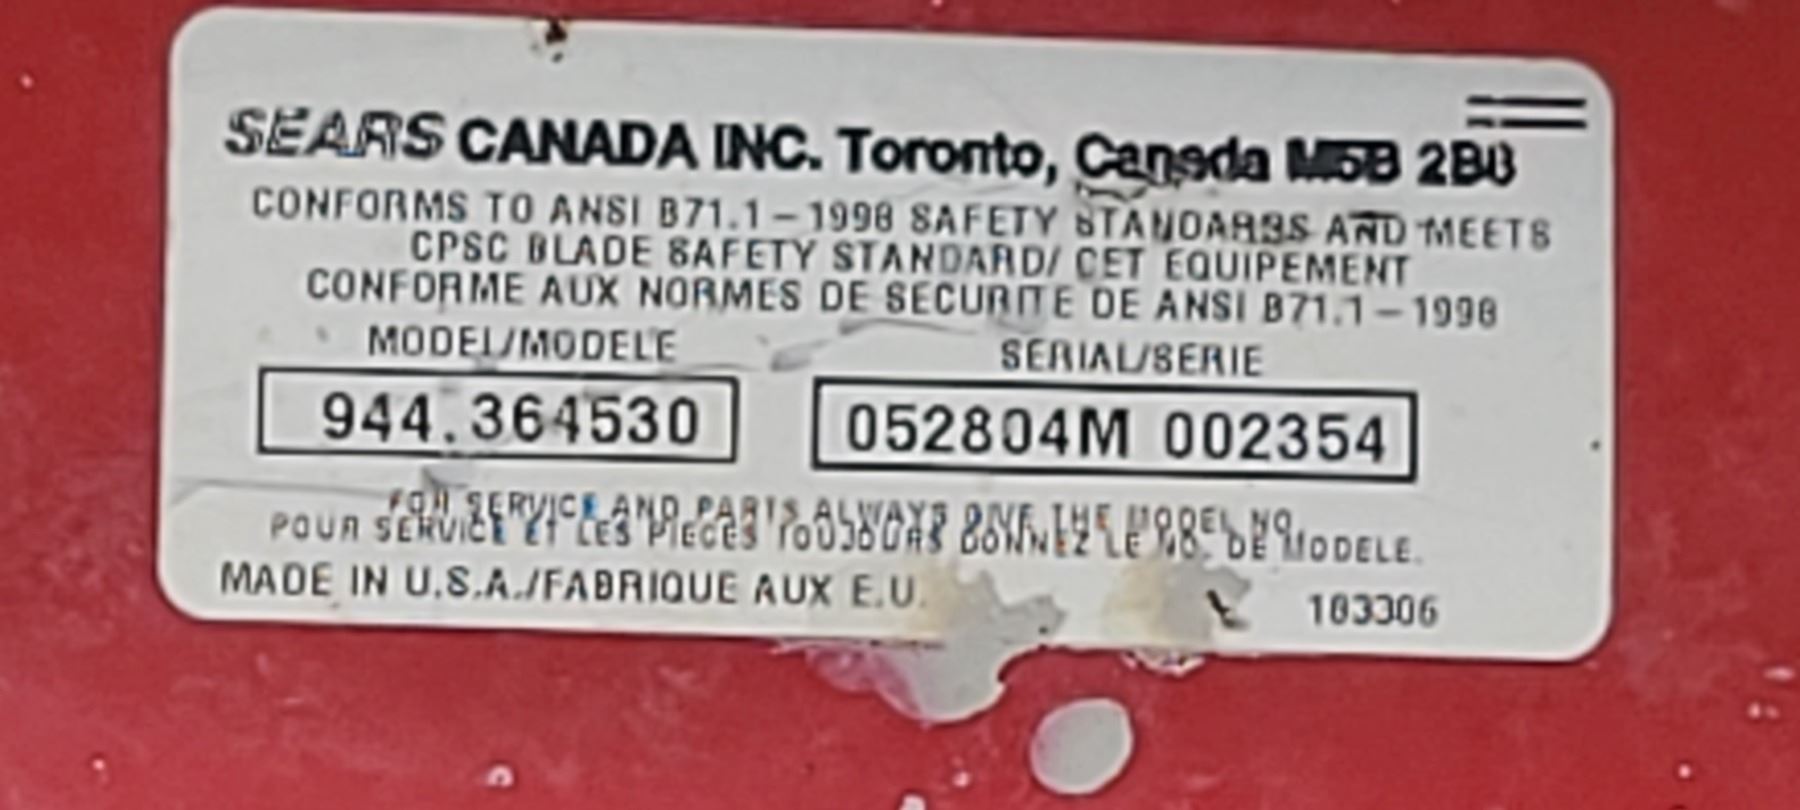 SEARS CANADA INC. Toronto, Canada M5B 2B8
CONFORMS TO ANSI B71.1-1998 SAFETY STANDARDS AND MEETS
CPSC BLADE SAFETY STANDARD/ CET EQUIPEMENT
CONFORME AUX NORMES DE SECURITE DE ANSI B71.1-1998
MODEL/MODELE
944.364530
SERIAL/SERIE
052804M 002354
FOR SERVICE AND PARTS ALWAYS GIVE THE MODEL NO.
POUR SERVICE ET LES PIECES TOUJOURS DONNEZ LE NO. DE MODELE.
MADE IN U.S.A./FABRIQUE AUX E.U.
183306